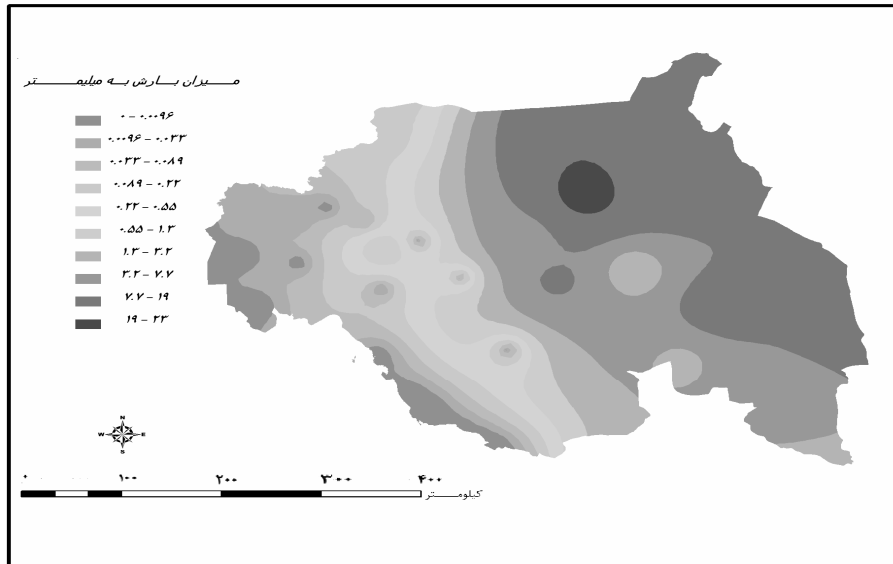 میزان بارش به میلیمتر
۰ - ۰.۰۰۹۶
۰.۰۰۹۶ - ۰.۰۳۳
۰.۰۳۳ - ۰.۰۸۹
۰.۰۸۹ - ۰.۲۲
۰.۲۲ - ۰.۵۵
۰.۵۵ - ۱.۳
۱.۳ - ۳.۲
۳.۲ - ۷.۷
۷.۷ - ۱۹
۱۹ - ۲۳
N
W E
S
۰ ۱۰۰ ۲۰۰ ۳۰۰ ۴۰۰
کیلومتر